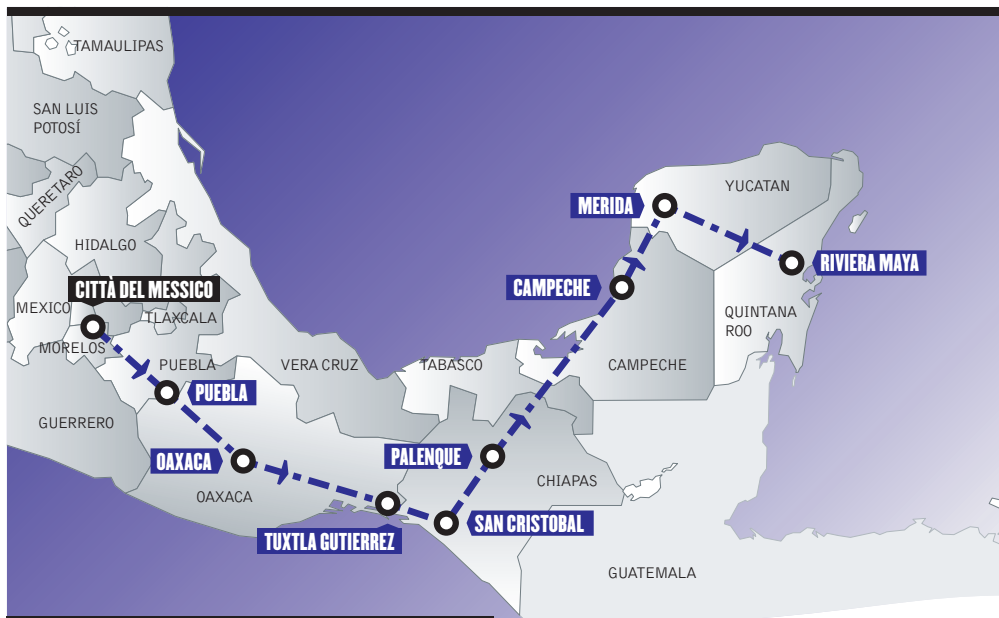 TAMAULIPAS
SAN LUIS
POTOSÍ
QUERETARO
YUCATAN
MERIDA
HIDALGO
RIVIERA MAYA
CITTÀ DEL MESSICO
CAMPECHE
MEXICO
TLAXCALA
QUINTANA
ROO
MORELOS
PUEBLA
VERA CRUZ
TABASCO
CAMPECHE
PUEBLA
GUERRERO
OAXACA
PALENQUE
CHIAPAS
OAXACA
SAN CRISTOBAL
TUXTLA GUTIERREZ
GUATEMALA